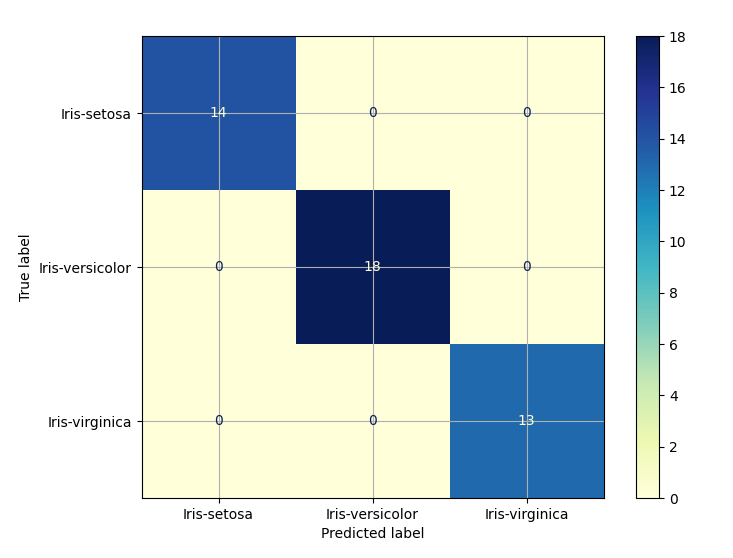 18
16
14
12
10
8
6
4
2
0
Iris-setosa
14 0 0
Iris-versicolor
0 18 0
Iris-virginica
0 0 13
Iris-setosa Iris-versicolor Iris-virginica
Predicted label
True label